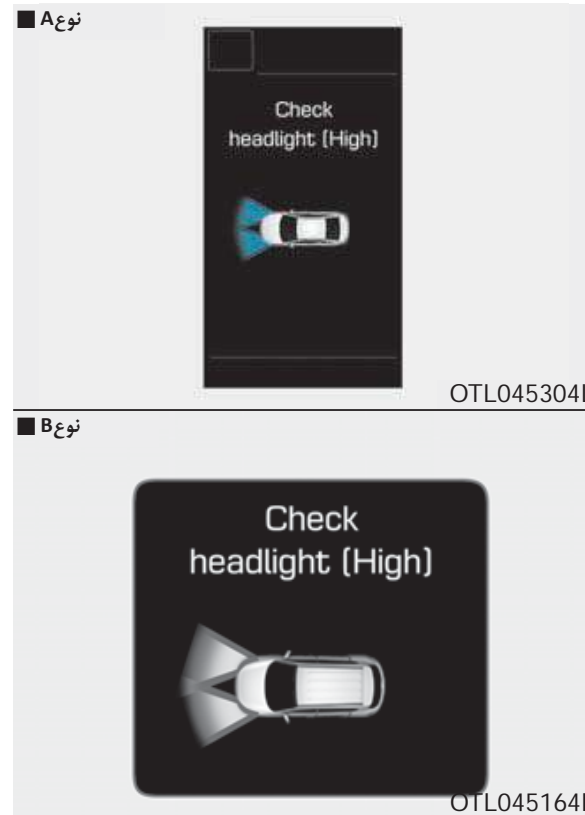 ■ نوعA
Check
headlight (High)
OTL045304L
■ نوعB
Check
headlight (High)
OTL045164L